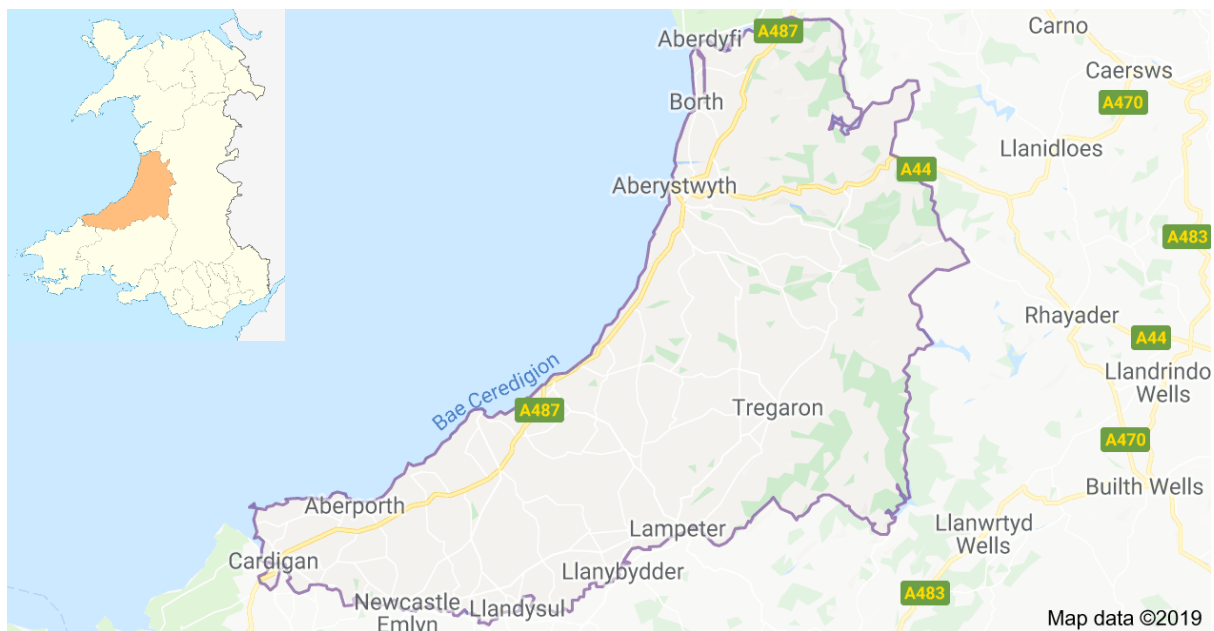 A487
Carno
Aberdyfi
Caersws
Borth
A470
Llanidloes
A44
Aberystwyth
A483
Rhayader
A44
Bae Ceredigion
Llandrindo
Wells
A487
Tregaron
A470
Builth Wells
Aberporth
Lampeter
Llanwrtyd
Wells
Cardigan
Llanybydder
A483
Newcastle
Emlyn
Llandysul
Map data ©2019